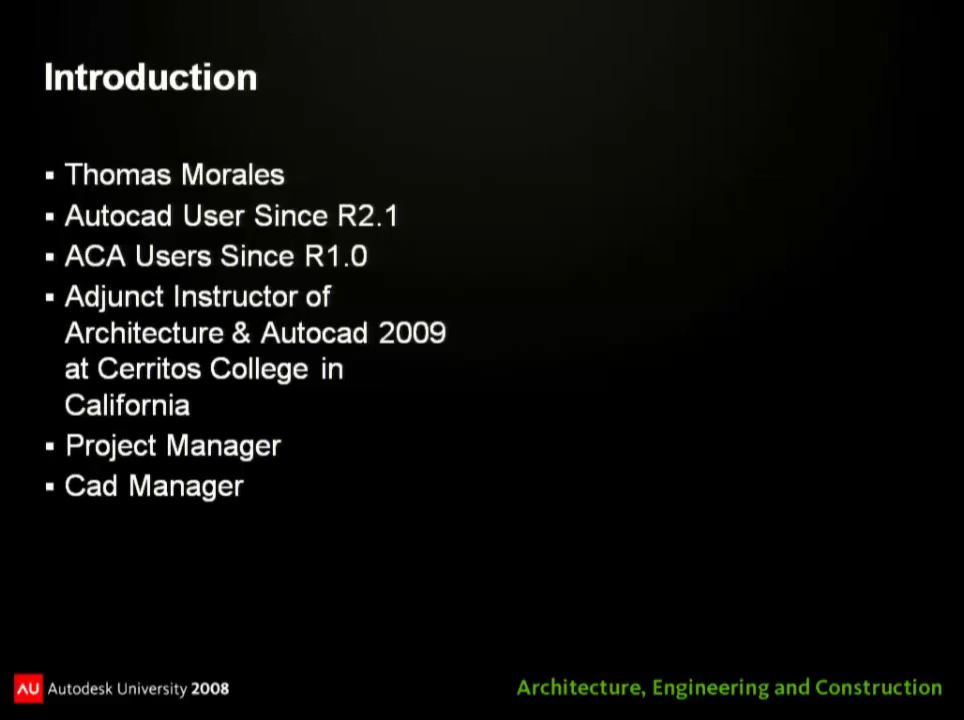 Introduction
▪ Thomas Morales
▪ Autocad User Since R2.1
▪ ACA Users Since R1.0
▪ Adjunct Instructor of
Architecture & Autocad 2009
at Cerritos College in
California
▪ Project Manager
▪ Cad Manager
AU Autodesk University 2008
Architecture, Engineering and Construction